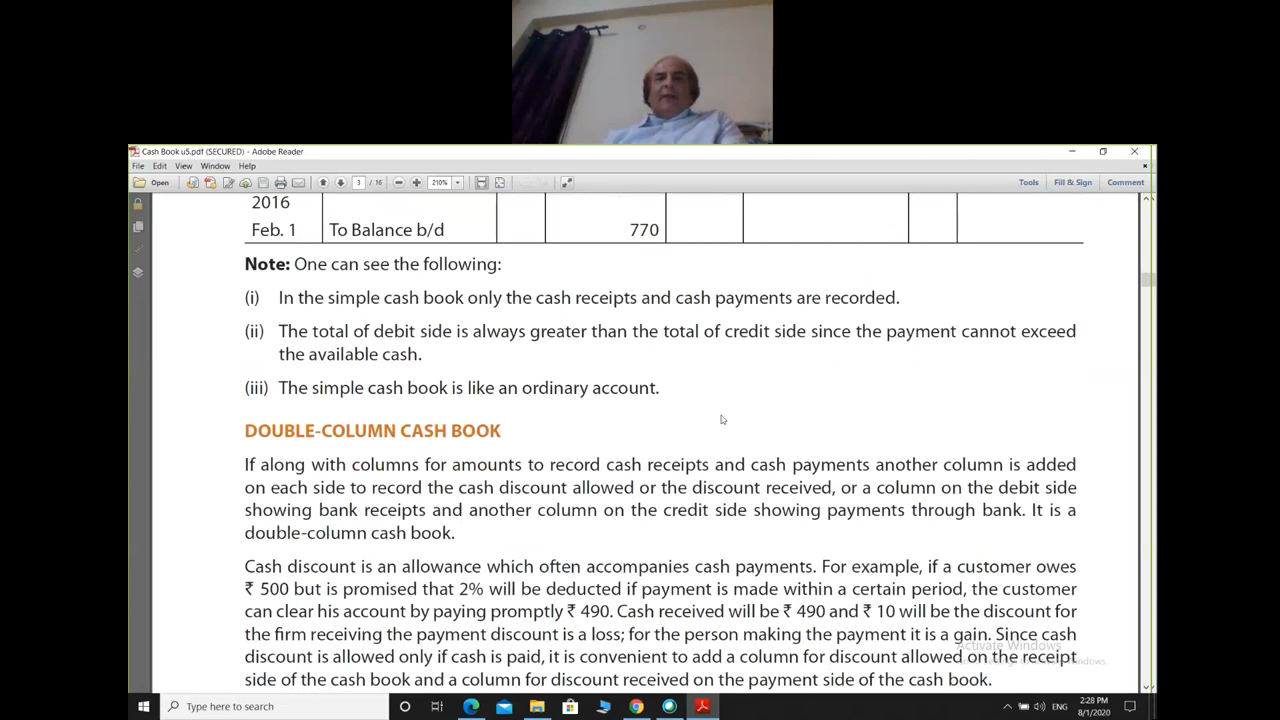 Cash Book u5.pdf (SECURED) - Adobe Reader
File Edit View Window Help
Open 3 / 16 210% Tools Fill & Sign Comment
2016
Feb. 1 To Balance b/d 770
Note: One can see the following:
(i) In the simple cash book only the cash receipts and cash payments are recorded.
(ii) The total of debit side is always greater than the total of credit side since the payment cannot exceed
the available cash.
(iii) The simple cash book is like an ordinary account.
DOUBLE-COLUMN CASH BOOK
If along with columns for amounts to record cash receipts and cash payments another column is added
on each side to record the cash discount allowed or the discount received, or a column on the debit side
showing bank receipts and another column on the credit side showing payments through bank. It is a
double-column cash book.
Cash discount is an allowance which often accompanies cash payments. For example, if a customer owes
₹ 500 but is promised that 2% will be deducted if payment is made within a certain period, the customer
can clear his account by paying promptly ₹ 490. Cash received will be ₹ 490 and ₹ 10 will be the discount for
the firm receiving the payment discount is a loss; for the person making the payment it is a gain. Since cash
Activate Windows
discount is allowed only if cash is paid, it is convenient to add a column for discount allowed on the receipt
side of the cash book and a column for discount received on the payment side of the cash book.
Type here to search
ENG
2:28 PM
8/1/2020